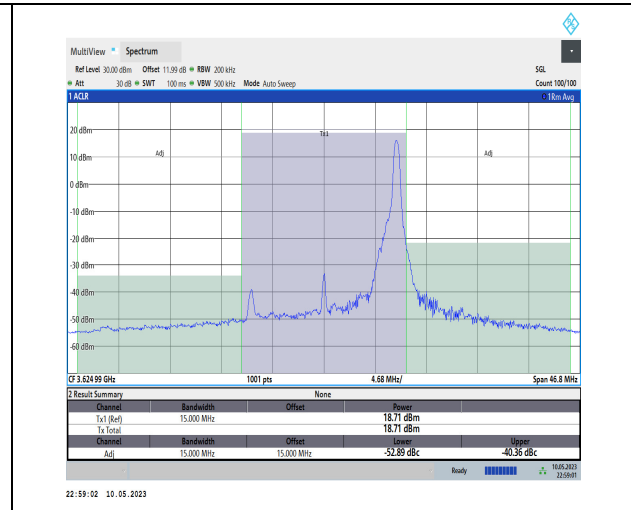 MultiView Spectrum
Ref Level 30.00 dBm Offset 11.99 dB RBW 200 kHz SGL
Att 30 dB SWT 100 ms VBW 500 kHz Mode Auto Sweep Count 100/100
1 ACLR 1Rm Avg
20 dBm
Tx1
Adj Adj
10 dBm
0 dBm
-10 dBm
-20 dBm
-30 dBm
-40 dBm
-50 dBm
-60 dBm
CF 3.624 99 GHz 1001 pts 4.68 MHz/ Span 46.8 MHz
2 Result Summary None
Channel Bandwidth Offset Power
Tx1 (Ref) 15.000 MHz 18.71 dBm
Tx Total 18.71 dBm
Channel Bandwidth Offset Lower Upper
Adj 15.000 MHz 15.000 MHz -52.89 dBc -40.36 dBc
Ready 10.05.2023
22:59:01
22:59:02 10.05.2023